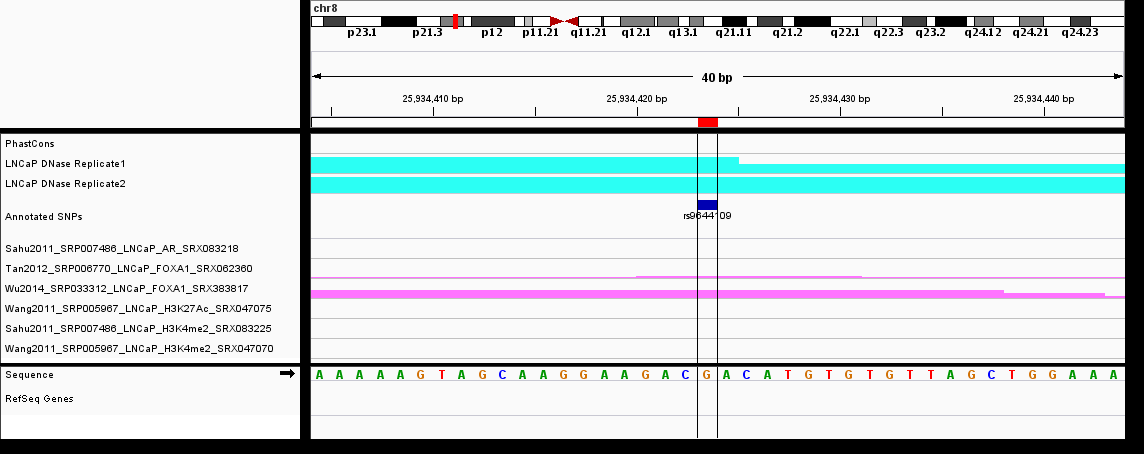 chr8
p23.1 p21.3 p12 p11.21 q11.21 q12.1 q13.1 q21.11 q21.2 q22.1 q22.3 q23.2 q24.12 q24.21 q24.23
40 bp
25,934,410 bp 25,934,420 bp 25,934,430 bp 25,934,440 bp
PhastCons
LNCaP DNase Replicate1
LNCaP DNase Replicate2
Annotated SNPs
rs9644109
Sahu2011_SRP007486_LNCaP_AR_SRX083218
Tan2012_SRP006770_LNCaP_FOXA1_SRX062360
Wu2014_SRP033312_LNCaP_FOXA1_SRX383817
Wang2011_SRP005967_LNCaP_H3K27Ac_SRX047075
Sahu2011_SRP007486_LNCaP_H3K4me2_SRX083225
Wang2011_SRP005967_LNCaP_H3K4me2_SRX047070
Sequence A A A A A G T A G C A A G G A A G A C G A C A T G T G T G T T A G C T G G A A A
RefSeq Genes